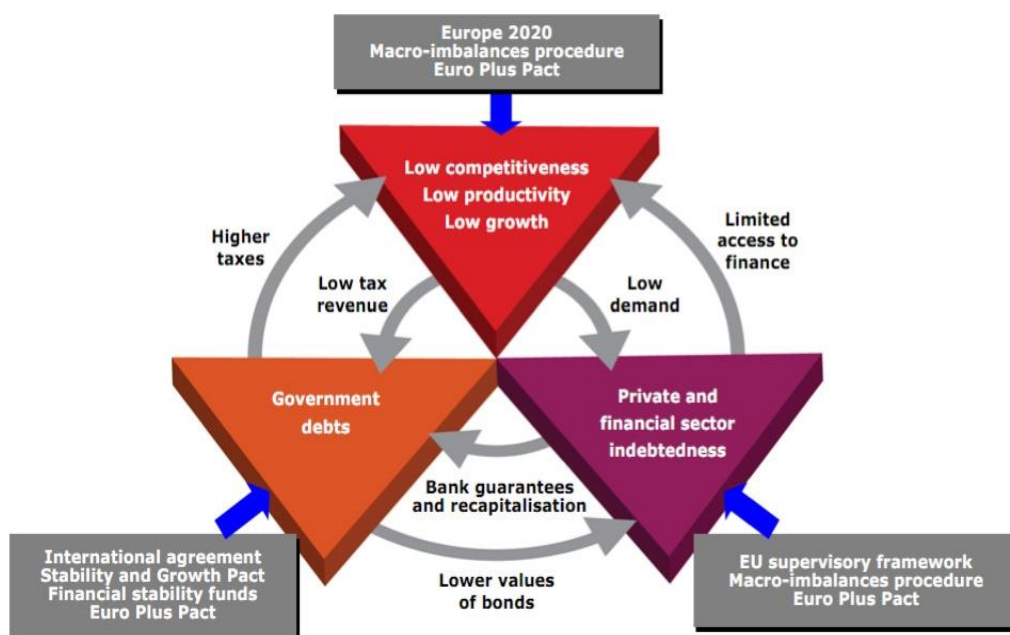 Europe 2020
Macro-imbalances procedure
Euro Plus Pact
Low competitiveness
Low productivity
Low growth
Higher
taxes
Limited
access to
finance
Low tax
revenue
Low
demand
Government
debts
Private and
financial sector
indebtedness
Bank guarantees
and recapitalisation
International agreement
Stability and Growth Pact
Financial stability funds
Euro Plus Pact
Lower values
of bonds
EU supervisory framework
Macro-imbalances procedure
Euro Plus Pact